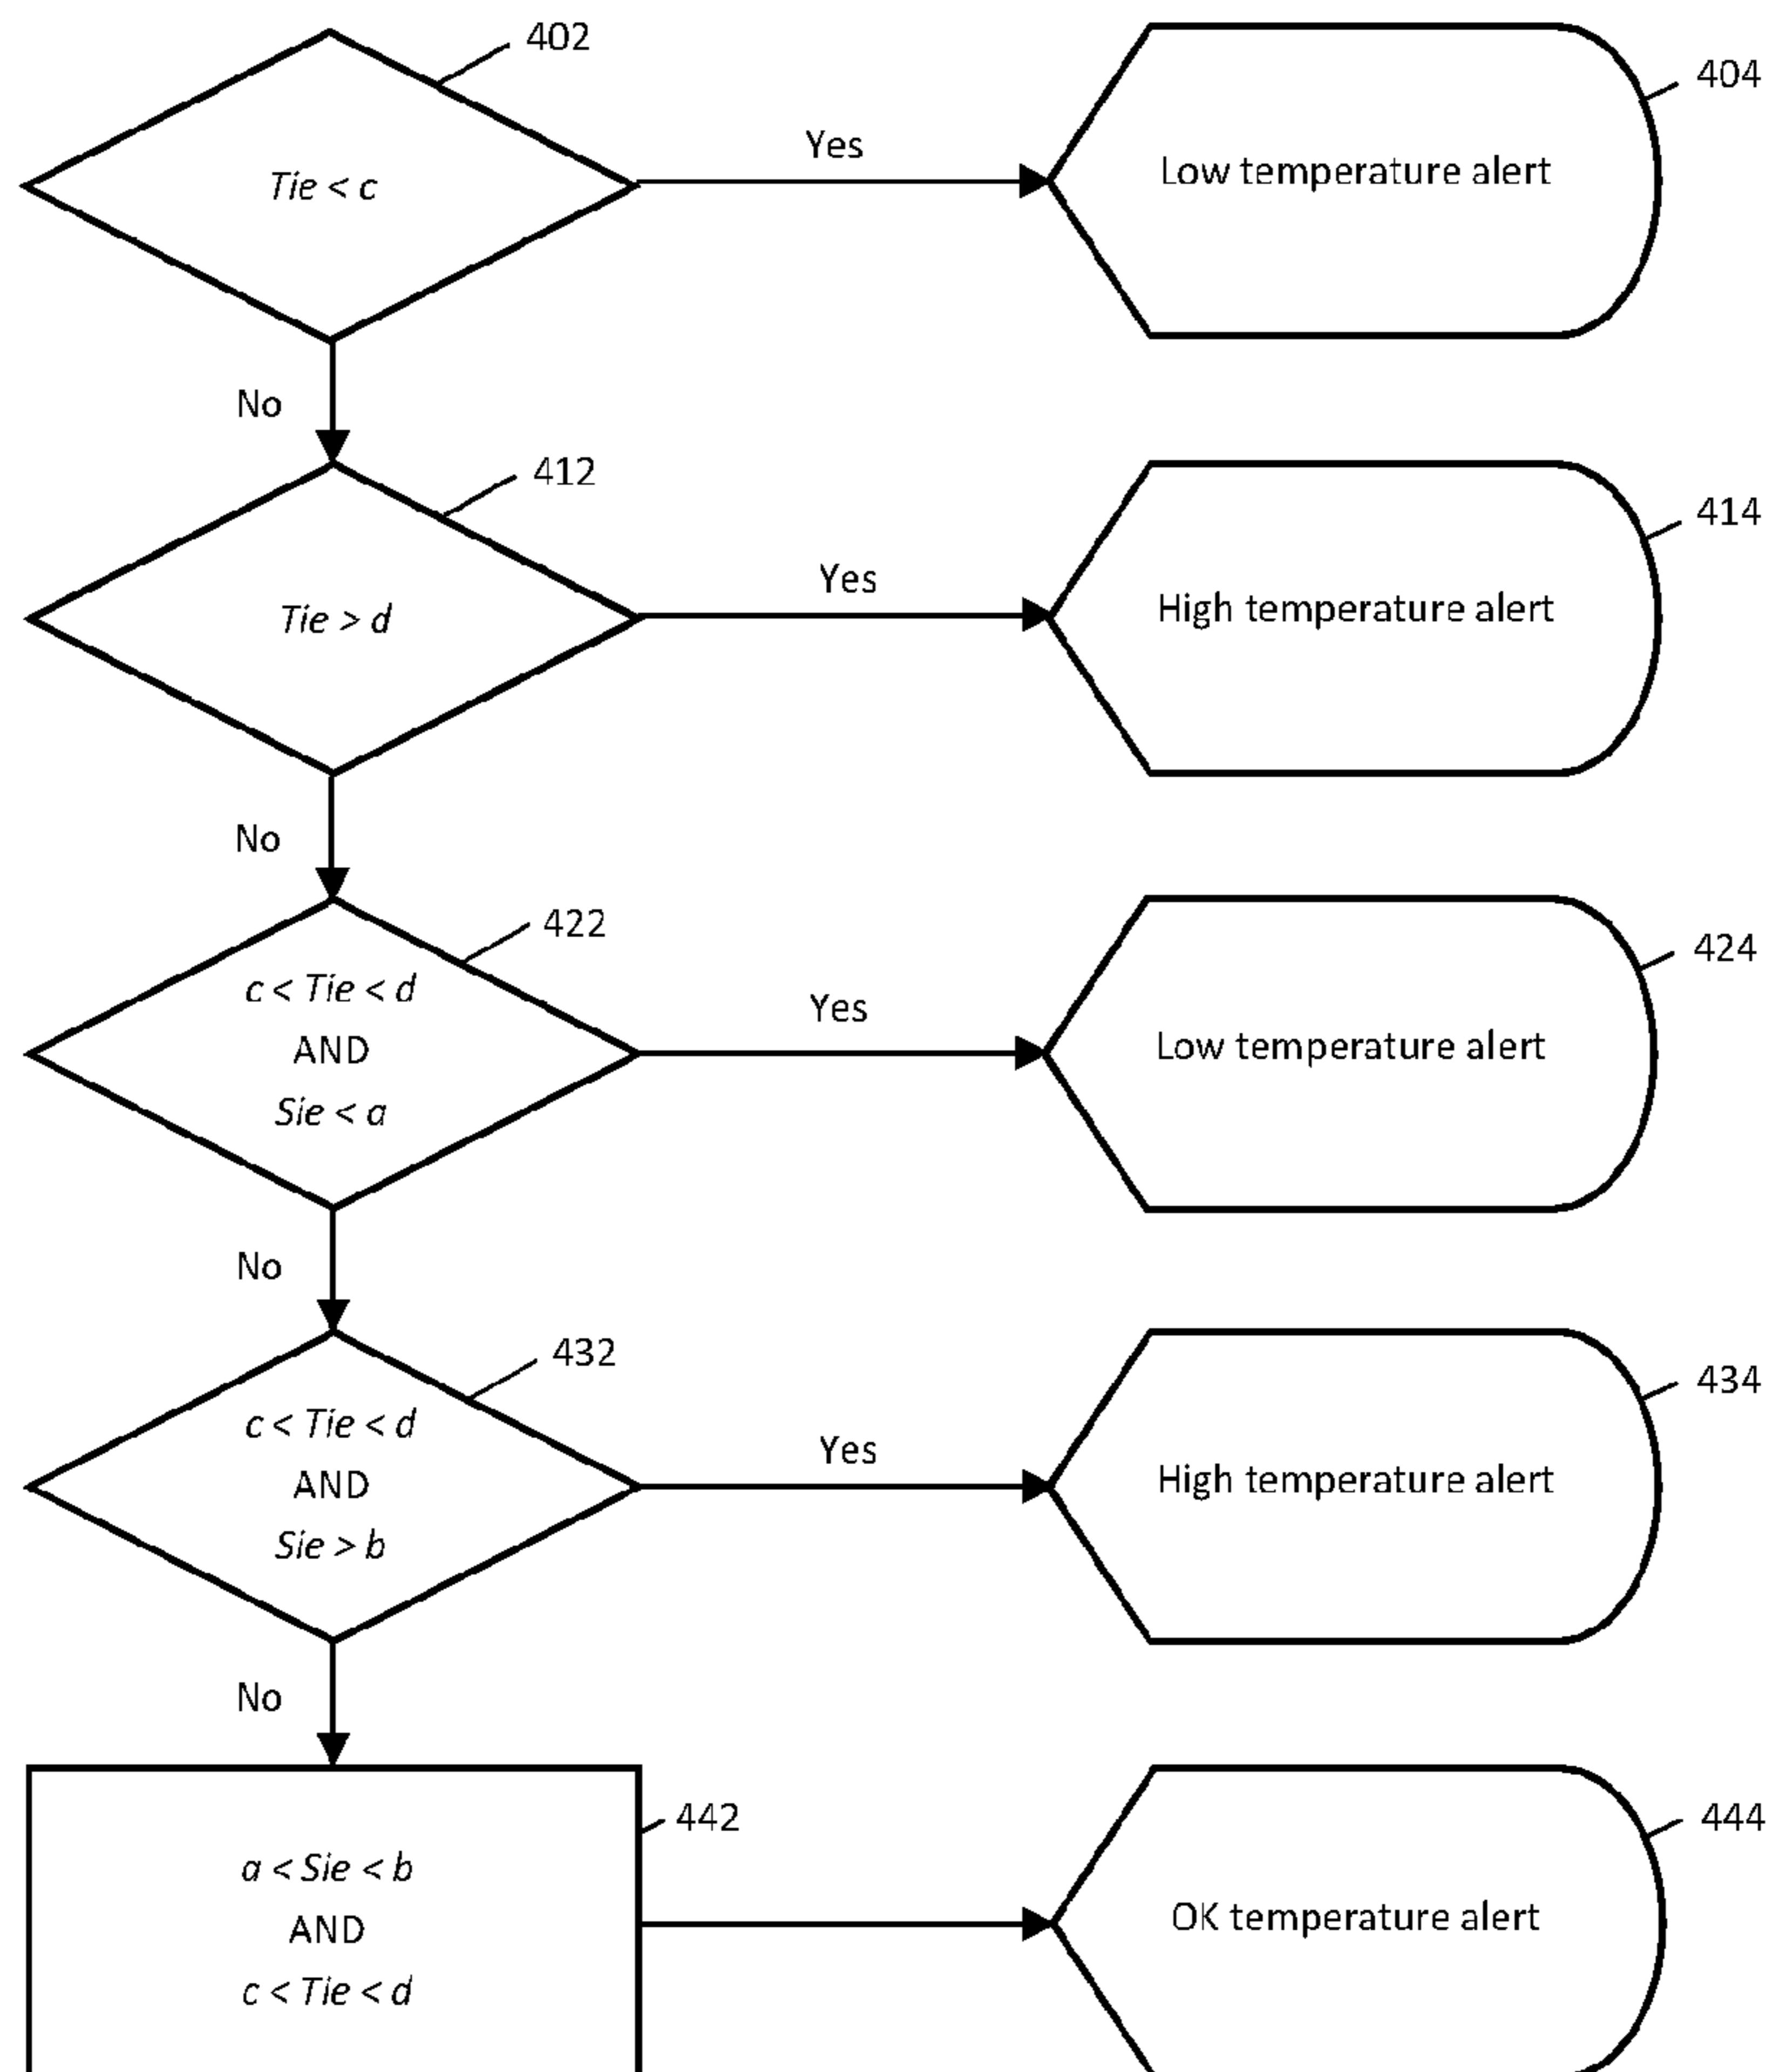 402
Tie < c
Yes
404
Low temperature alert
No
412
Tie > d
Yes
414
High temperature alert
No
422
c < Tie < d
AND
Sie < a
Yes
424
Low temperature alert
No
432
c < Tie < d
AND
Sie > b
Yes
434
High temperature alert
No
442
a < Sie < b
AND
c < Tie < d
444
OK temperature alert